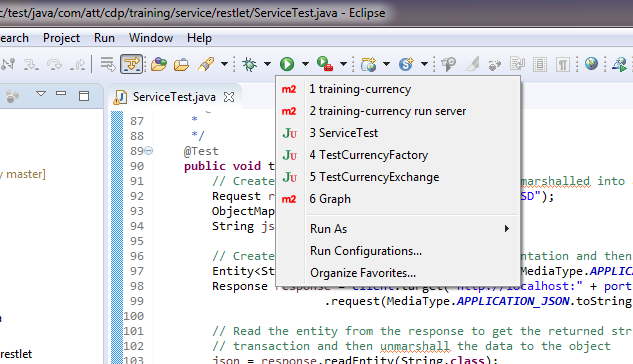 c/test/java/com/att/cdp/training/service/restlet/ServiceTest.java - Eclipse
Search Project Run Window Help
ServiceTest.java
m2 1 training-currency
m2 2 training-currency run server
Ju 3 ServiceTest
Ju 4 TestCurrencyFactory
Ju 5 TestCurrencyExchange
m2 6 Graph
Run As
Run Configurations...
Organize Favorites...
y master]
restlet
87 *
88 */
89 @Test
90 public void t
91 // Create marshalled into
92 Request r SD");
93 ObjectMap
94 String js
95
96 // Create ntation and then
97 Entity<St MediaType.APPLIC
98 Response response = client.target("http://localhost:" + port
99 .request(MediaType.APPLICATION_JSON.toString
100
101 // Read the entity from the response to get the returned str
102 // transaction and then unmarshall the data to the object
103 json = response.readEntity(String.class);